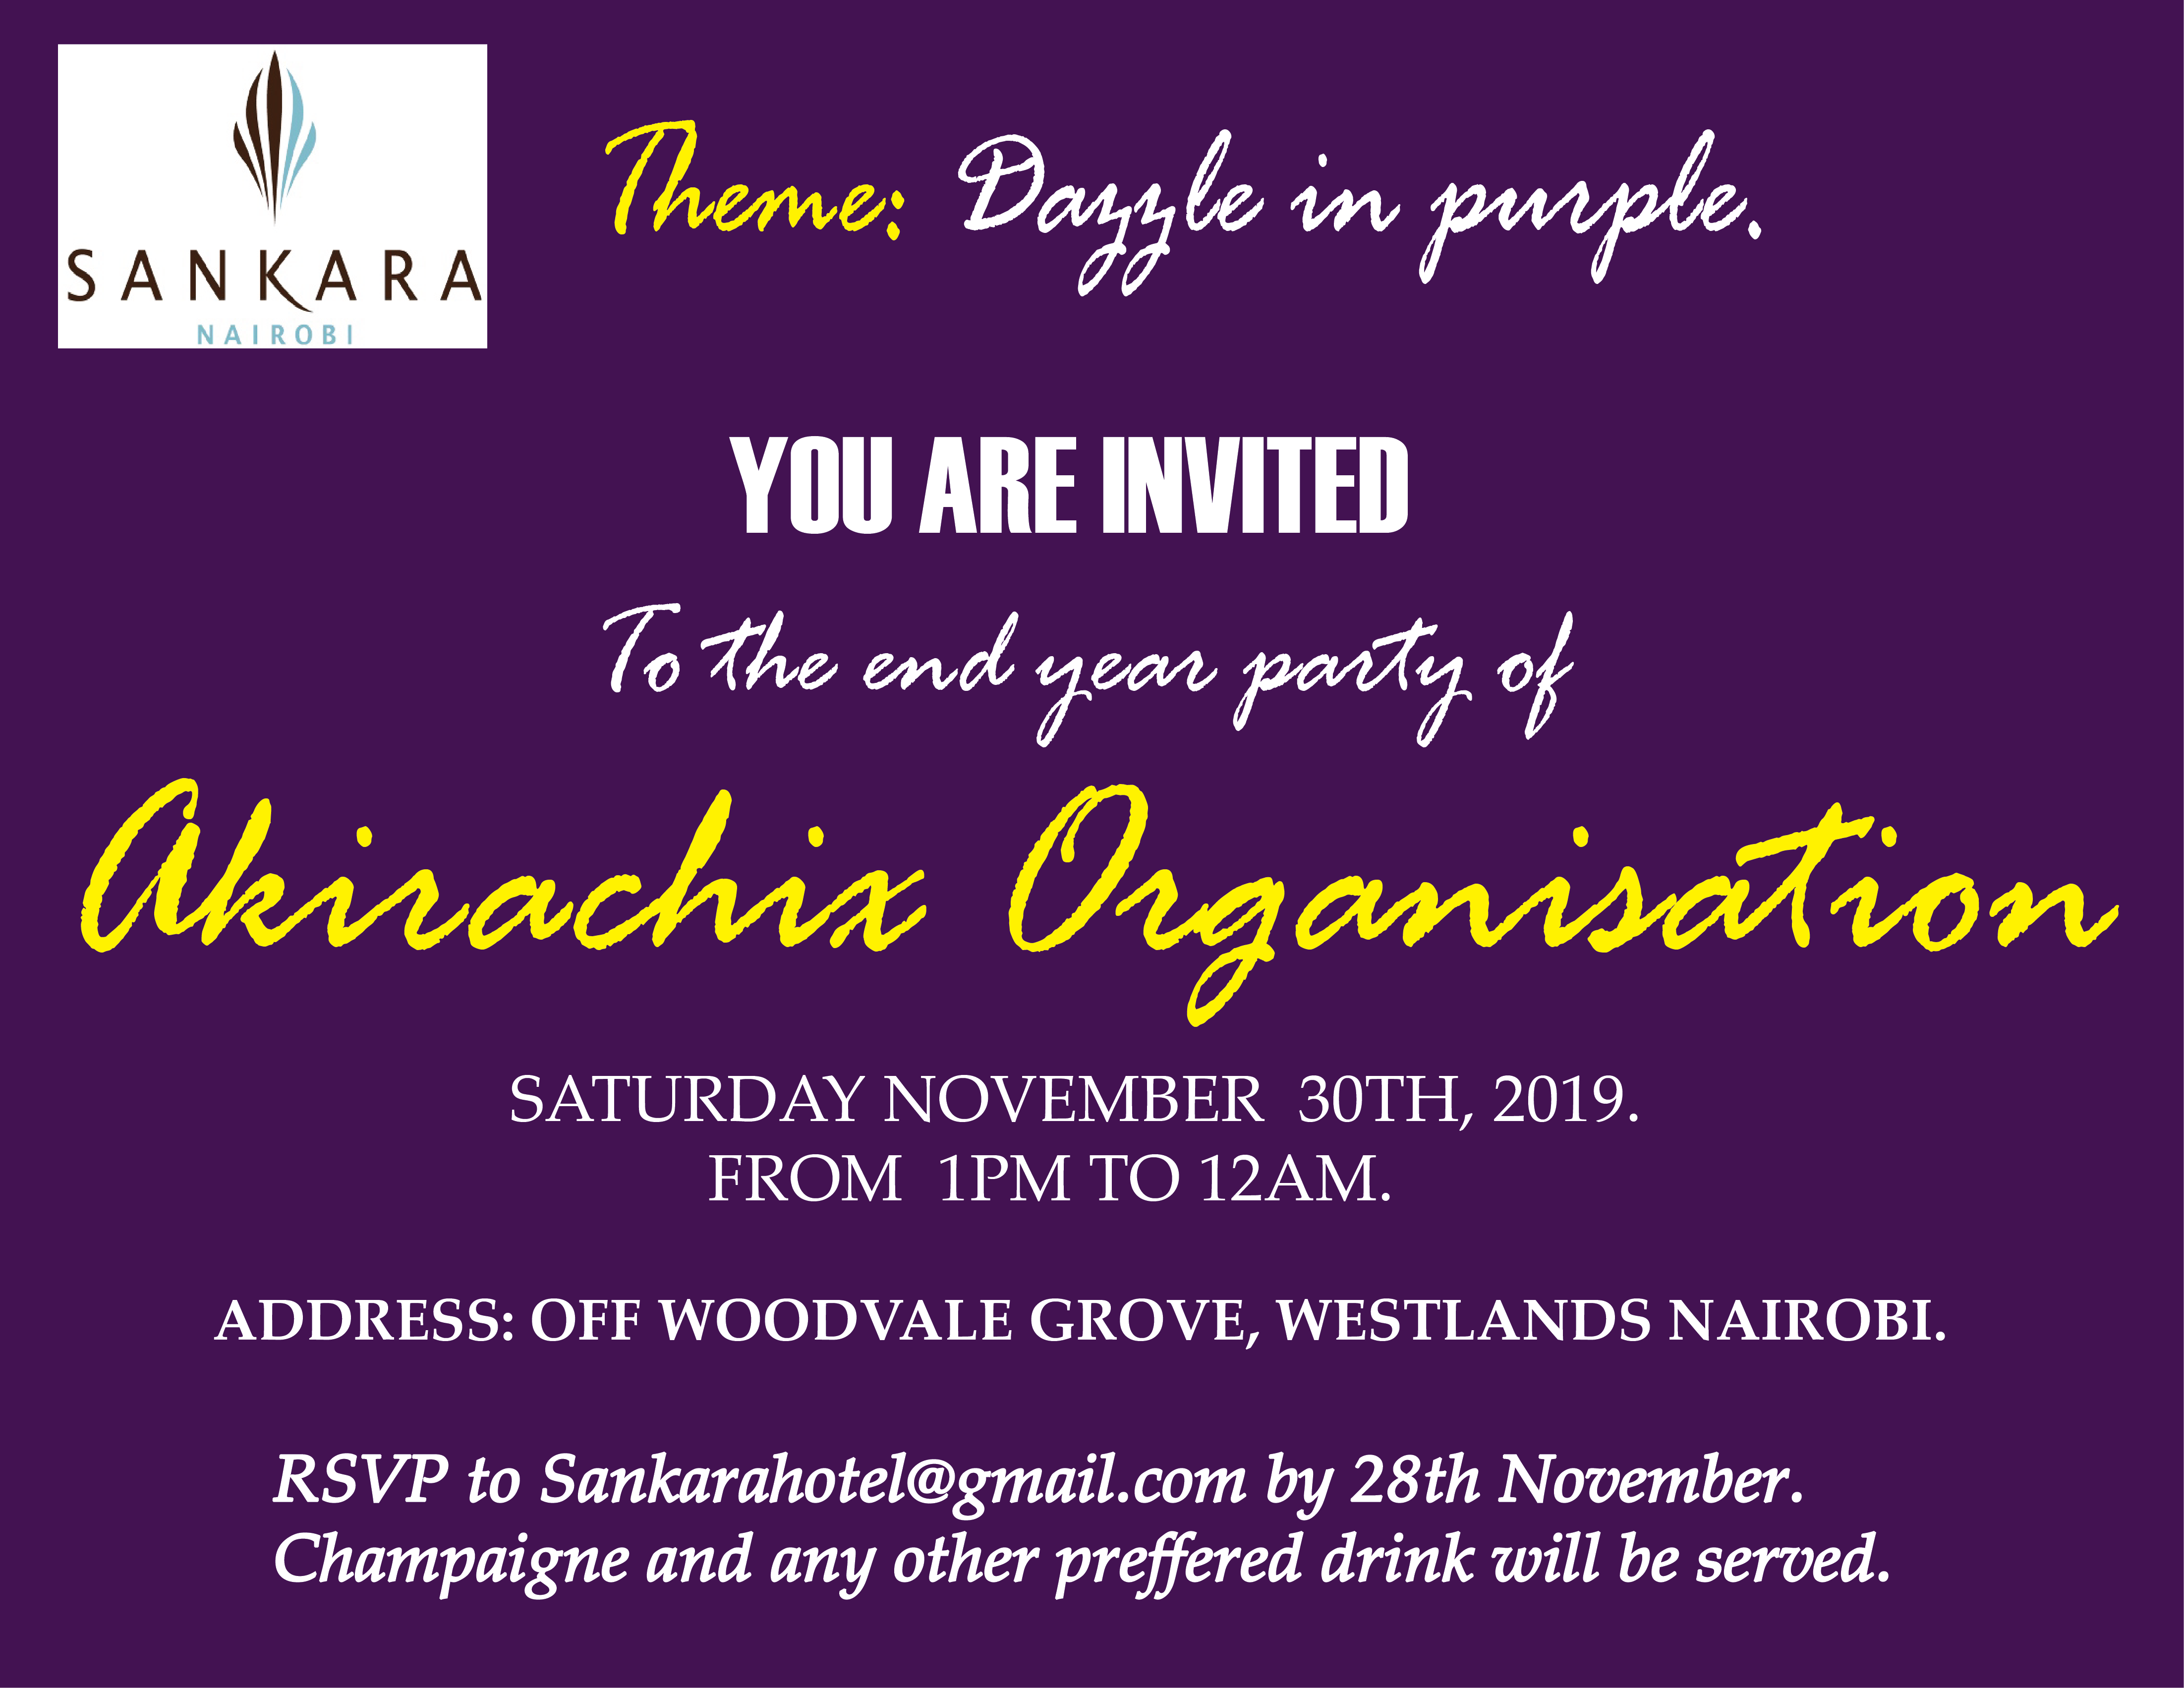 SANKARA
NAIROBI
Theme: Dazzle in purple.
YOU ARE INVITED
To the end year party of
Akirachix Organisation
SATURDAY NOVEMBER 30TH, 2019.
FROM 1PM TO 12AM.
ADDRESS: OFF WOODVALE GROVE, WESTLANDS NAIROBI.
RSVP to Sankarahotel@gmail.com by 28th November.
Champaigne and any other preffered drink will be served.